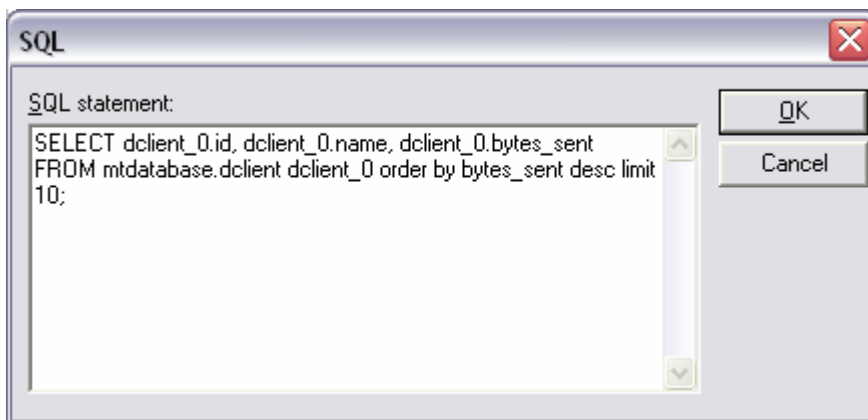 SQL
SQL statement:
OK
SELECT dclient_0.id, dclient_0.name, dclient_0.bytes_sent
FROM mtdatabase.dclient dclient_0 order by bytes_sent desc limit
10;
Cancel